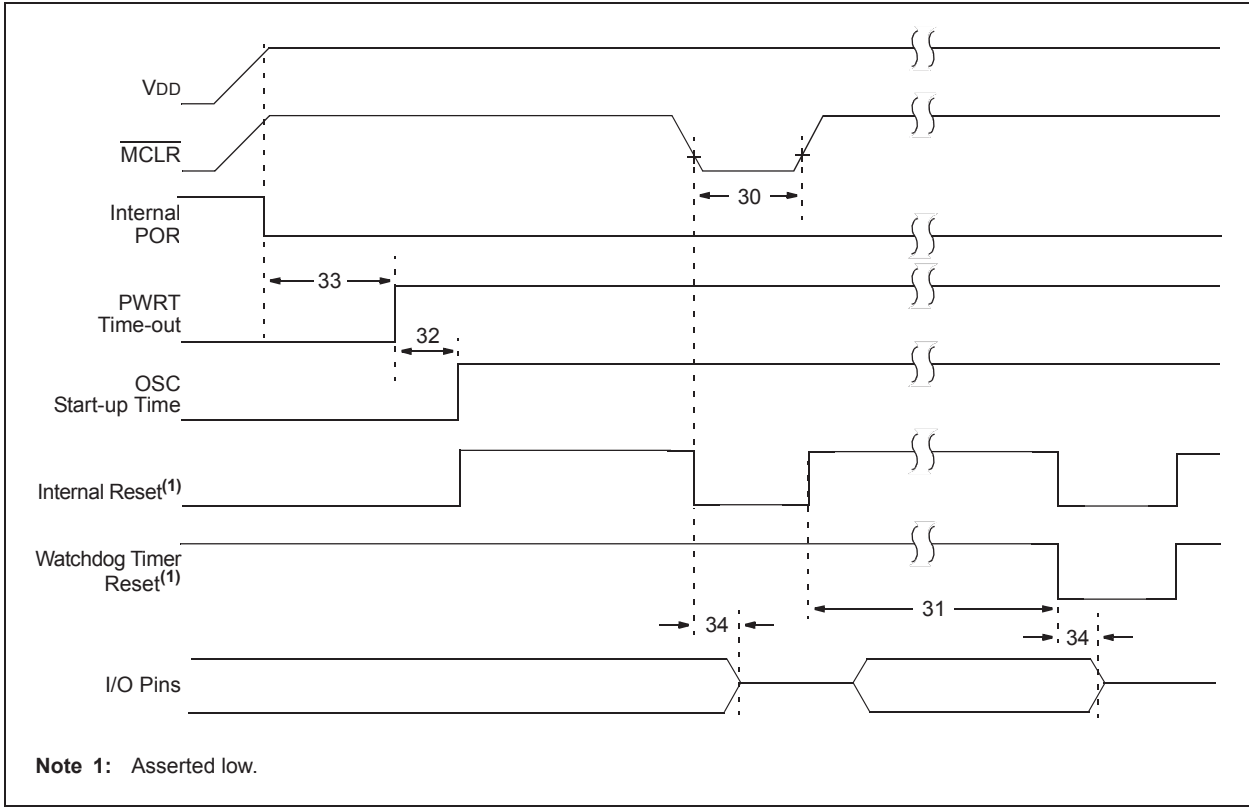 VDD
MCLR
Internal
POR
30
33
PWRT
Time-out
32
OSC
Start-up Time
Internal Reset(1)
Watchdog Timer
Reset(1)
31
34
34
I/O Pins
Note 1: Asserted low.